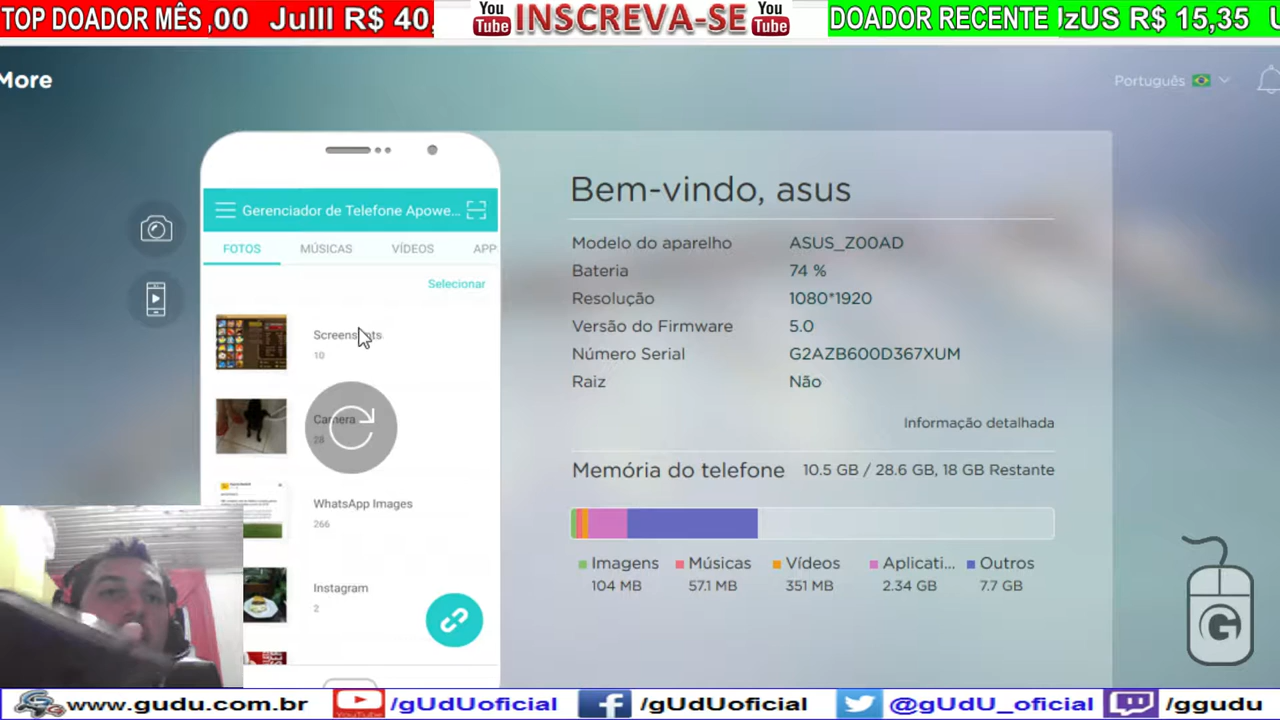 TOP DOADOR MÊS ,00 JulII R$ 40,
You Tube INSCREVA-SE You Tube
DOADOR RECENTE IzUS R$ 15,35
More
Português
Gerenciador de Telefone Apowe...
FOTOS MÚSICAS VÍDEOS APP
Selecionar
Screenshots
10
Camera
28
WhatsApp Images
266
Instagram
2
Bem-vindo, asus
Modelo do aparelho ASUS_Z00AD
Bateria 74 %
Resolução 1080*1920
Versão do Firmware 5.0
Número Serial G2AZB600D367XUM
Raiz Não
Informação detalhada
Memória do telefone 10.5 GB / 28.6 GB, 18 GB Restante
Imagens Músicas Vídeos Aplicati... Outros
104 MB 57.1 MB 351 MB 2.34 GB 7.7 GB
G
www.gudu.com.br YouTube /gUdUoficial /gUdUoficial @gUdU_oficial /ggudu